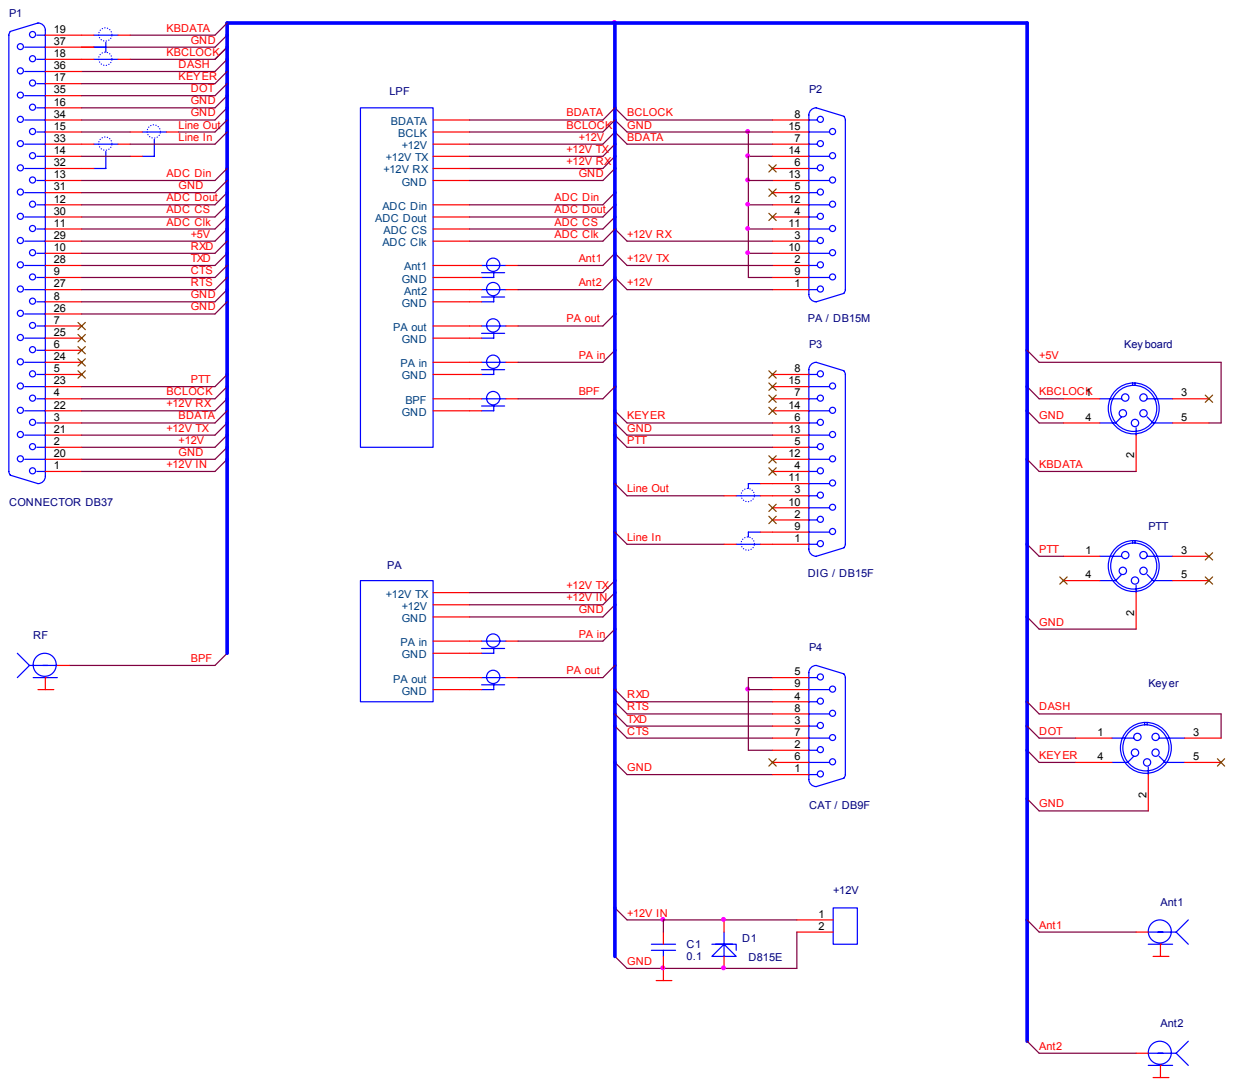 P1
19 KBDATA
37 GND
18 KBCLOCK
36 DASH
17 KEYER
35 DOT
16 GND
34 GND
15 Line Out
33 Line In
14
32
13 ADC Din
31 GND
12 ADC Dout
30 ADC CS
11 ADC Clk
29 +5V
10 RXD
28 TXD
9 CTS
27 RTS
8 GND
26 GND
7
25
6
24
5
23 PTT
4 BCLOCK
22 +12V RX
3 BDATA
21 +12V TX
2 +12V
20 GND
1 +12V IN
CONNECTOR DB37
RF
BPF
LPF
BDATA BDATA
BCLK BCLOCK
+12V +12V
+12V TX +12V TX
+12V RX +12V RX
GND GND
ADC Din ADC Din
ADC Dout ADC Dout
ADC CS ADC CS
ADC Clk ADC Clk
Ant1 Ant1
GND
Ant2 Ant2
GND
PA out PA out
GND
PA in PA in
GND
BPF BPF
GND
PA
+12V TX +12V TX
+12V +12V IN
GND GND
PA in PA in
GND
PA out PA out
GND
P2
BCLOCK 8
GND 15
BDATA 7
14
6
13
5
12
4
11
+12V RX 3
10
+12V TX 2
9
+12V 1
PA / DB15M
P3
8
15
7
14
KEYER 6
GND 13
PTT 5
12
4
11
Line Out 3
10
2
9
Line In 1
DIG / DB15F
P4
5
9
RXD 4
RTS 8
TXD 3
CTS 7
2
6
GND 1
CAT / DB9F
+12V
+12V IN 1
2
C1
0.1
D1
D815E
GND
Keyboard
+5V
KBCLOCK 1 3
GND 4 5
2
KBDATA
PTT
PTT 1 3
4 5
2
GND
Keyer
DASH
DOT 1 3
KEYER 4 5
2
GND
Ant1
Ant1
Ant2
Ant2